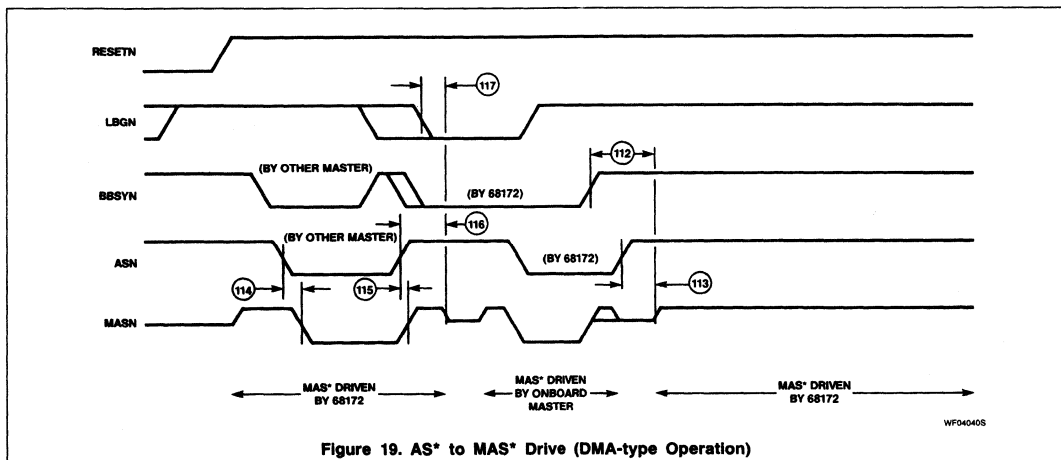 RESETN
117
LBGN
(BY OTHER MASTER)
112
BBSYN
(BY 68172)
116
(BY OTHER MASTER)
ASN
(BY 68172)
114
115
113
MASN
MAS* DRIVEN
BY 68172
MAS* DRIVEN
BY ONBOARD
MASTER
MAS* DRIVEN
BY 68172
WF04040S
Figure 19. AS* to MAS* Drive (DMA-type Operation)